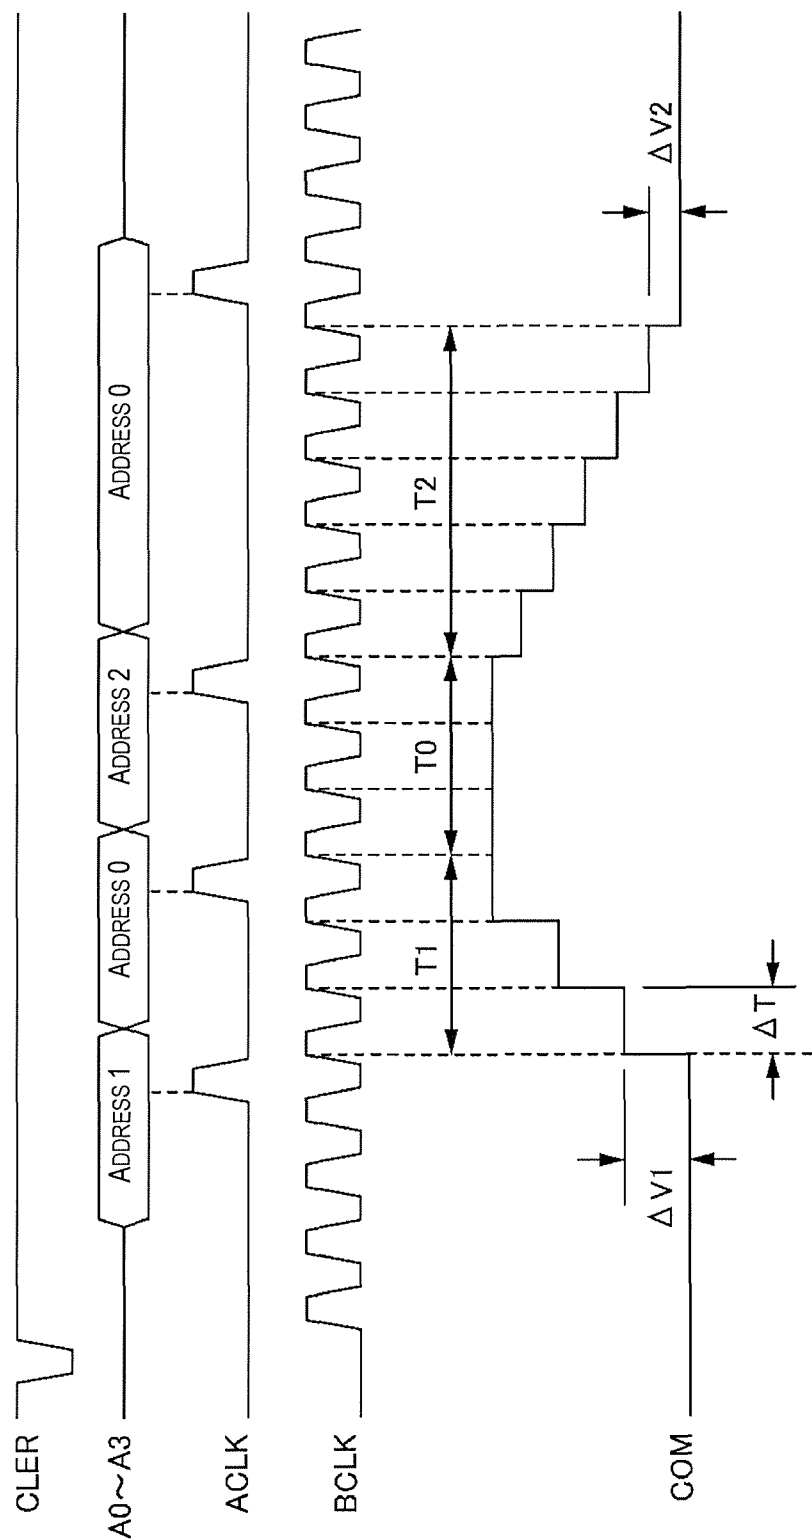 CLER
A0～A3
ADDRESS 1
ADDRESS 0
ADDRESS 2
ADDRESS 0
ACLK
BCLK
T1
T0
T2
COM
ΔV1
ΔT
ΔV2